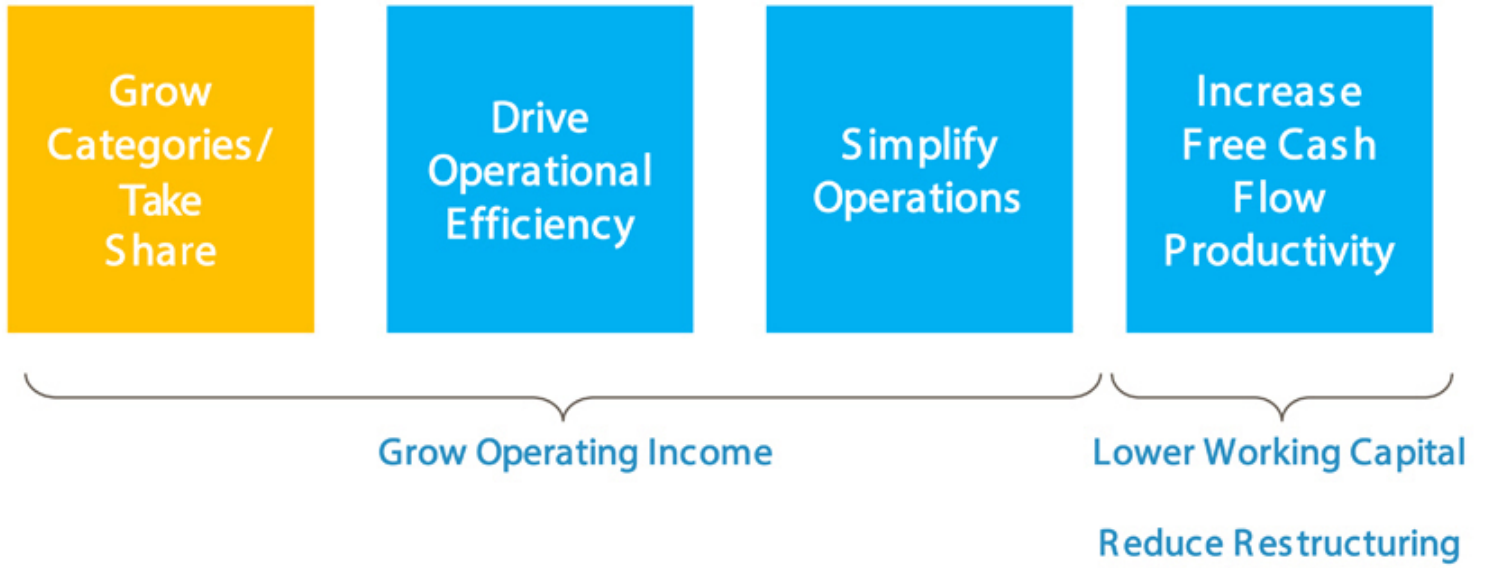 Grow
Categories/
Take
Share
Drive
Operational
Efficiency
Simplify
Operations
Increase
Free Cash
Flow
Productivity
Grow Operating Income
Lower Working Capital
Reduce Restructuring